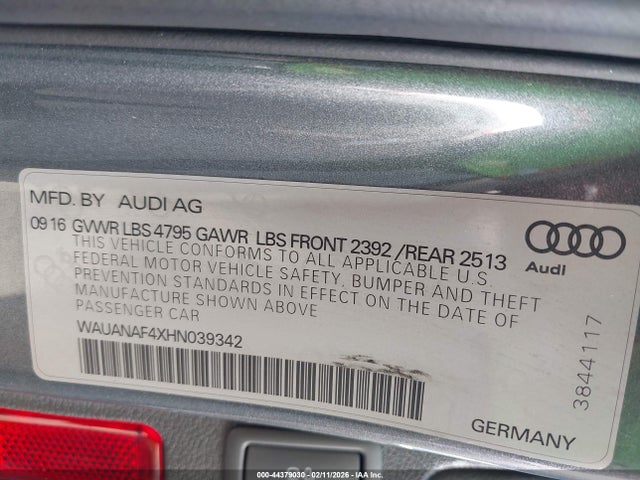 MFD. BY AUDI AG
09 16 GVWR LBS 4795 GAWR LBS FRONT 2392 /REAR 2513
THIS VEHICLE CONFORMS TO ALL APPLICABLE U.S.
FEDERAL MOTOR VEHICLE SAFETY, BUMPER AND THEFT
PREVENTION STANDARDS IN EFFECT ON THE DATE OF
MANUFACTURE SHOWN ABOVE
PASSENGER CAR
WAUANAF4XHN039342
Audi
3844117
GERMANY
000-44379030 - 02/11/2026 - IAA Inc.